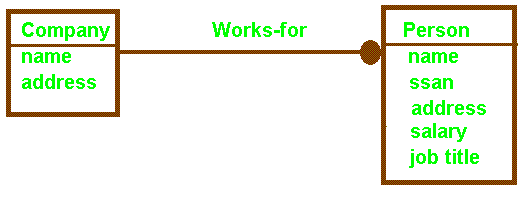 Company
name
address
Works-for
Person
name
ssan
address
salary
job title